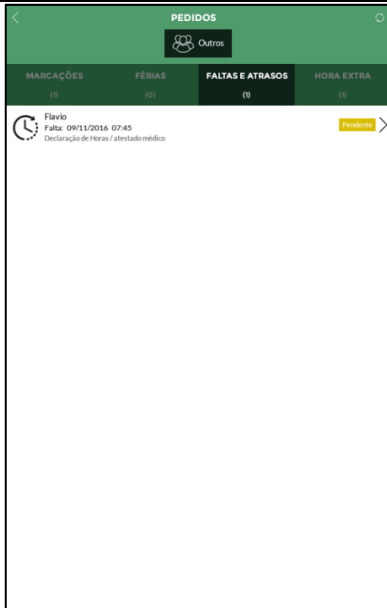 PEDIDOS
Outros
MARCAÇÕES FÉRIAS FALTAS E ATRASOS HORA EXTRA
(1) (0) (1) (1)
Flavio
Falta: 09/11/2016 07:45
Pendente
Declaração de Horas / atestado médico